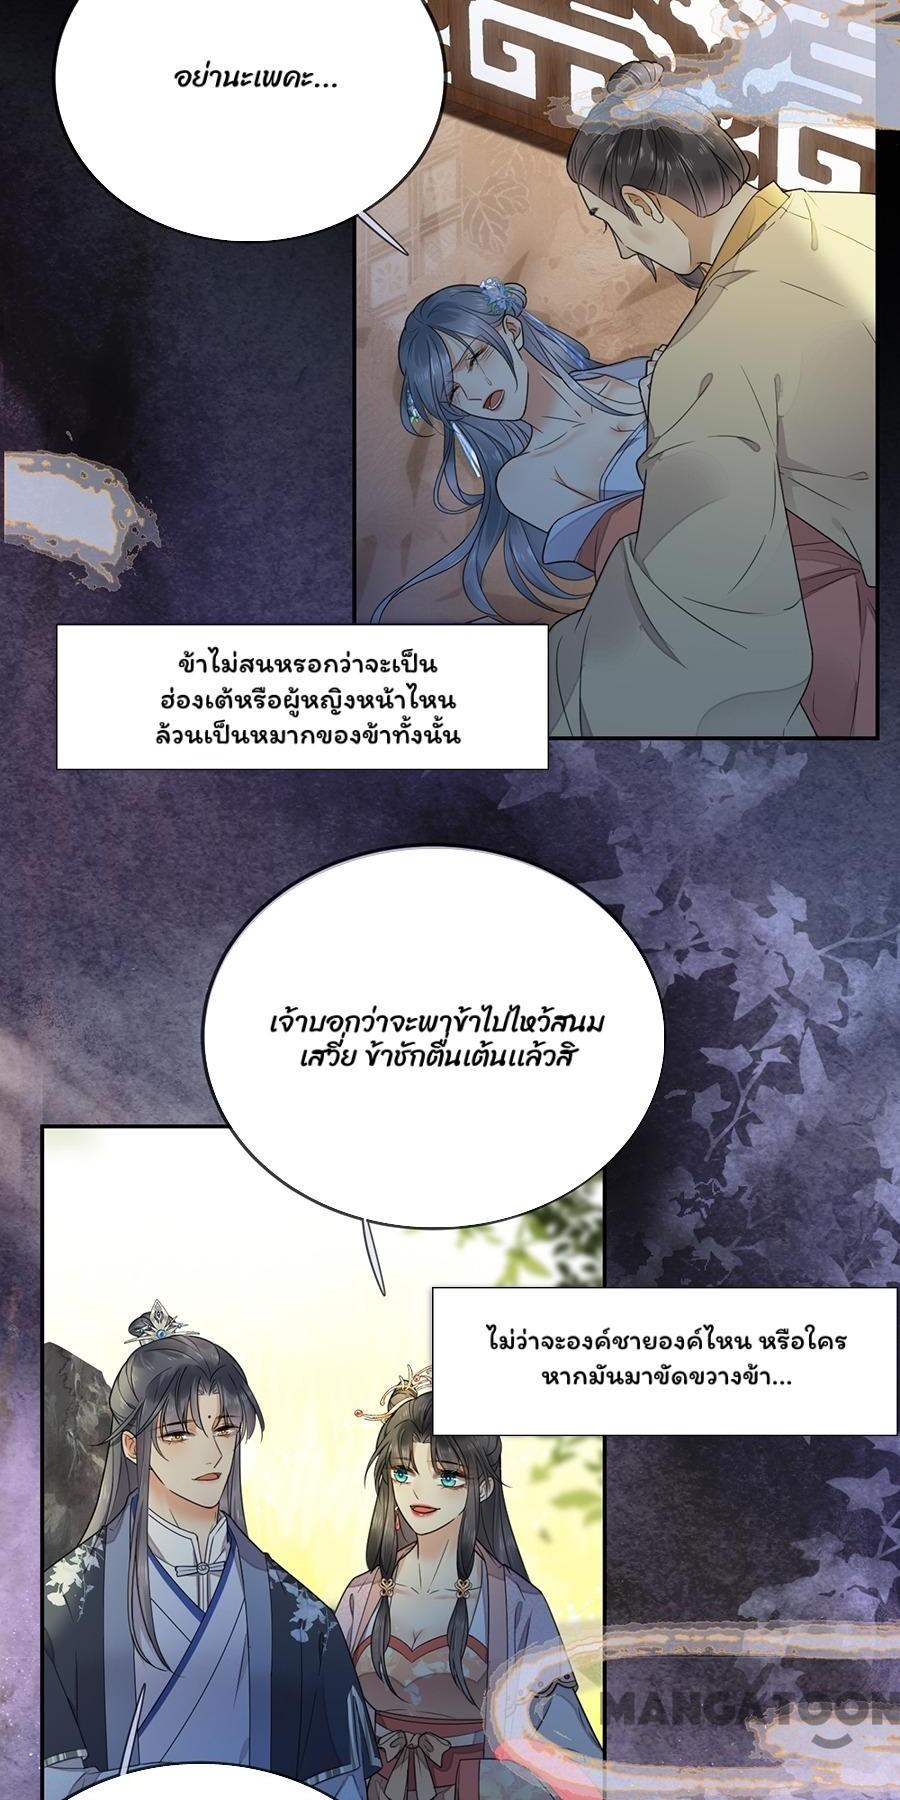 อย่านะเพคะ...
ข้าไม่สนหรอกว่าจะเป็น
ฮ่องเต้หรือผู้หญิงหน้าไหน
ล้วนเป็นหมากของข้าทั้งนั้น
เจ้าบอกว่าจะพาข้าไปไหว้สนม
เสวี่ย ข้าชักตื่นเต้นแล้วสิ
ไม่ว่าจะองค์ชายองค์ไหน หรือใคร
หากมันมาขัดขวางข้า...
MANGATOON